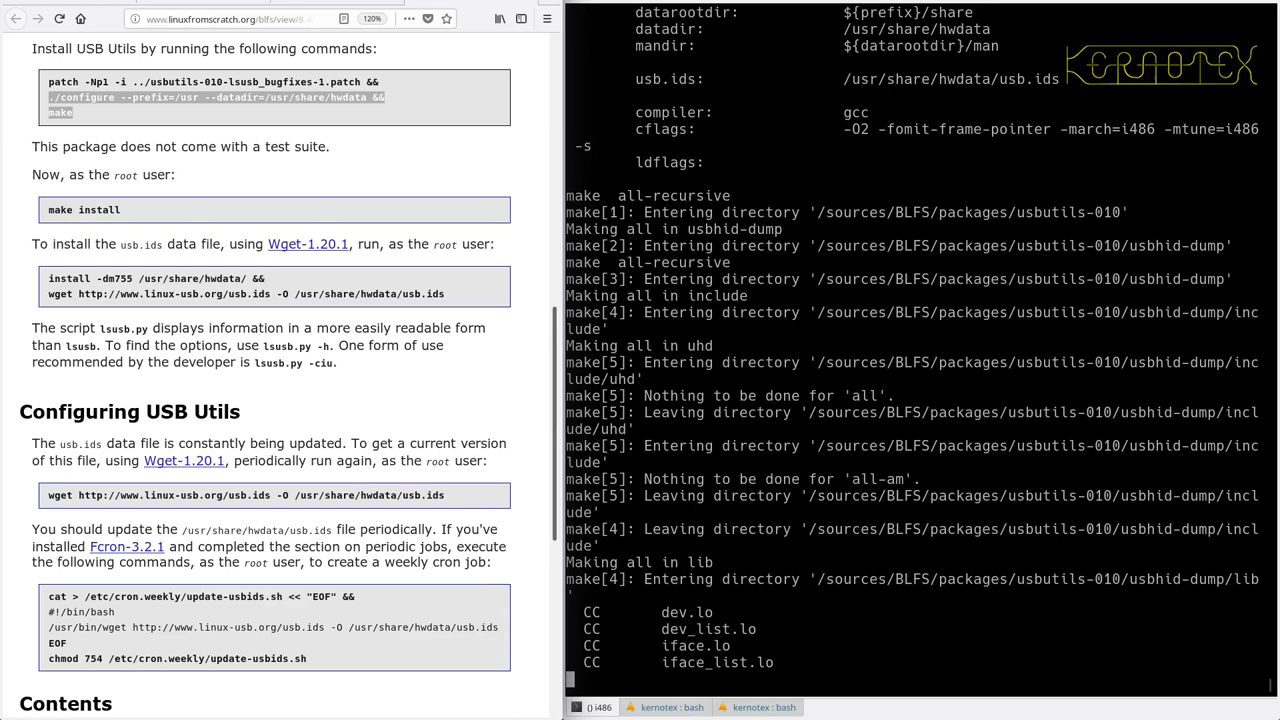 www.linuxfromscratch.org/blfs/view/8.4
120%
Install USB Utils by running the following commands:
patch -Np1 -i ../usbutils-010-lsusb_bugfixes-1.patch &&
./configure --prefix=/usr --datadir=/usr/share/hwdata &&
make
This package does not come with a test suite.
Now, as the root user:
make install
To install the usb.ids data file, using Wget-1.20.1, run, as the root user:
install -dm755 /usr/share/hwdata/ &&
wget http://www.linux-usb.org/usb.ids -O /usr/share/hwdata/usb.ids
The script lsusb.py displays information in a more easily readable form
than lsusb. To find the options, use lsusb.py -h. One form of use
recommended by the developer is lsusb.py -ciu.
Configuring USB Utils
The usb.ids data file is constantly being updated. To get a current version
of this file, using Wget-1.20.1, periodically run again, as the root user:
wget http://www.linux-usb.org/usb.ids -O /usr/share/hwdata/usb.ids
You should update the /usr/share/hwdata/usb.ids file periodically. If you've
installed Fcron-3.2.1 and completed the section on periodic jobs, execute
the following commands, as the root user, to create a weekly cron job:
cat > /etc/cron.weekly/update-usbids.sh << "EOF" &&
#!/bin/bash
/usr/bin/wget http://www.linux-usb.org/usb.ids -O /usr/share/hwdata/usb.ids
EOF
chmod 754 /etc/cron.weekly/update-usbids.sh
Contents
datarootdir: ${prefix}/share
datadir: /usr/share/hwdata
mandir: ${datarootdir}/man
KERNOTEX
usb.ids: /usr/share/hwdata/usb.ids
compiler: gcc
cflags: -O2 -fomit-frame-pointer -march=i486 -mtune=i486
-s
ldflags:
make  all-recursive
make[1]: Entering directory '/sources/BLFS/packages/usbutils-010'
Making all in usbhid-dump
make[2]: Entering directory '/sources/BLFS/packages/usbutils-010/usbhid-dump'
make  all-recursive
make[3]: Entering directory '/sources/BLFS/packages/usbutils-010/usbhid-dump'
Making all in include
make[4]: Entering directory '/sources/BLFS/packages/usbutils-010/usbhid-dump/inc
lude'
Making all in uhd
make[5]: Entering directory '/sources/BLFS/packages/usbutils-010/usbhid-dump/inc
lude/uhd'
make[5]: Nothing to be done for 'all'.
make[5]: Leaving directory '/sources/BLFS/packages/usbutils-010/usbhid-dump/incl
ude/uhd'
make[5]: Entering directory '/sources/BLFS/packages/usbutils-010/usbhid-dump/inc
lude'
make[5]: Nothing to be done for 'all-am'.
make[5]: Leaving directory '/sources/BLFS/packages/usbutils-010/usbhid-dump/incl
ude'
make[4]: Leaving directory '/sources/BLFS/packages/usbutils-010/usbhid-dump/incl
ude'
Making all in lib
make[4]: Entering directory '/sources/BLFS/packages/usbutils-010/usbhid-dump/lib
'
CC dev.lo
CC dev_list.lo
CC iface.lo
CC iface_list.lo
() i486
kernotex : bash
kernotex : bash